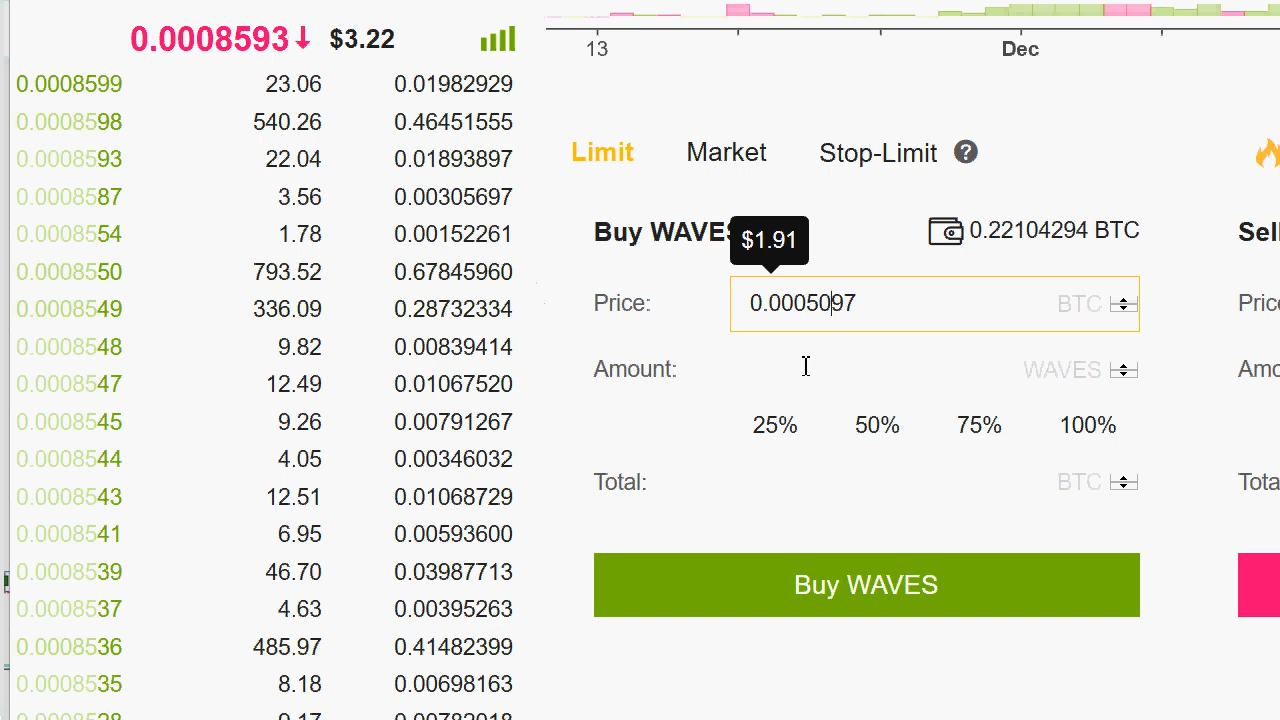 0.0008593↓ $3.22
0.0008599 23.06 0.01982929
0.0008598 540.26 0.46451555
0.0008593 22.04 0.01893897
0.0008587 3.56 0.00305697
0.0008554 1.78 0.00152261
0.0008550 793.52 0.67845960
0.0008549 336.09 0.28732334
0.0008548 9.82 0.00839414
0.0008547 12.49 0.01067520
0.0008545 9.26 0.00791267
0.0008544 4.05 0.00346032
0.0008543 12.51 0.01068729
0.0008541 6.95 0.00593600
0.0008539 46.70 0.03987713
0.0008537 4.63 0.00395263
0.0008536 485.97 0.41482399
0.0008535 8.18 0.00698163
13 Dec
Limit Market Stop-Limit ?
Buy WAVES 0.22104294 BTC
$1.91
Price: 0.0005097 BTC
Amount: WAVES
25% 50% 75% 100%
Total: BTC
Buy WAVES
Sell
Price
Amo
Tota